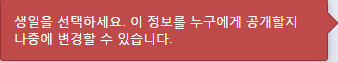 생일을 선택하세요. 이 정보를 누구에게 공개할지
나중에 변경할 수 있습니다.